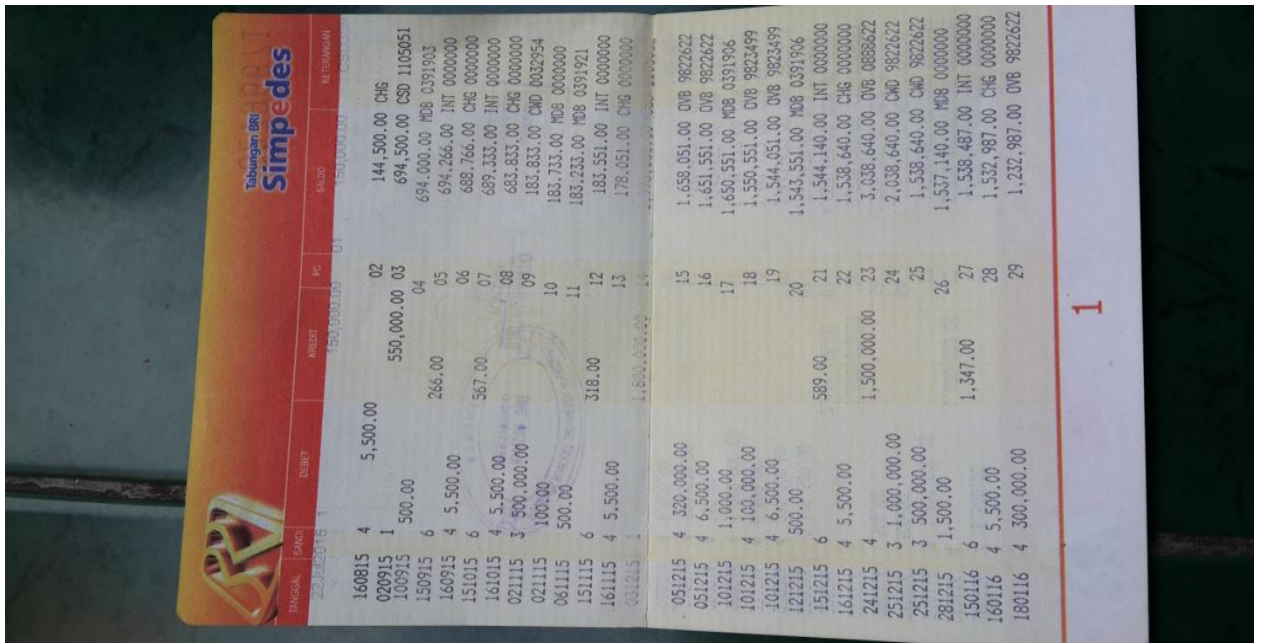 BRI
Tabungan BRI
Simpedes
TANGGAL SANDI DEBET KREDIT PC SALDO KETERANGAN
1 150,000.00 01 150,000.00
160815 4 5,500.00 02 144,500.00 CHG
020915 1 550,000.00 03 694,500.00 CSD 1105051
100915 500.00 04 694.000.00 MDB 0391903
150915 6 266.00 05 694,266.00 INT 0000000
160915 4 5.500.00 06 688.766.00 CHG 0000000
151015 6 567.00 07 689.333.00 INT 0000000
161015 4 5.500.00 08 683.833.00 CHG 0000000
021115 3 500.000.00 09 183.833.00 CWD 0032954
021115 100.00 10 183.733.00 MDB 000000
061115 500.00 11 183.233.00 MDB 0391921
151115 6 318.00 12 183.551.00 INT 0000000
161115 4 5.500.00 13 178.051.00 CHG 0000000
031215 1 1,800.000.00 14
051215 4 320,000.00 15 1.658.051.00 OVB 9822622
051215 4 6.500.00 16 1,651,551.00 OVB 9822622
101215 1,000.00 17 1,650,551.00 MDB 0391906
101215 4 100,000.00 18 1,550,551.00 OVB 9823499
101215 4 6,500.00 19 1,544,051.00 OVB 9823499
121215 500.00 20 1,543,551.00 MDB 0391906
151215 6 589.00 21 1,544,140.00 INT 0000000
161215 4 5,500.00 22 1,538,640.00 CHG 0000000
241215 4 1,500,000.00 23 3,038,640.00 OVB 0888622
251215 3 1,000,000.00 24 2,038,640.00 CWD 9822622
251215 3 500,000.00 25 1,538,640.00 CWD 9822622
281215 1,500.00 26 1,537,140.00 MDB 0000000
150116 6 1,347.00 27 1,538,487.00 INT 0000000
160116 4 5,500.00 28 1,532,987.00 CHG 0000000
180116 4 300,000.00 29 1,232,987.00 OVB 9822622
1